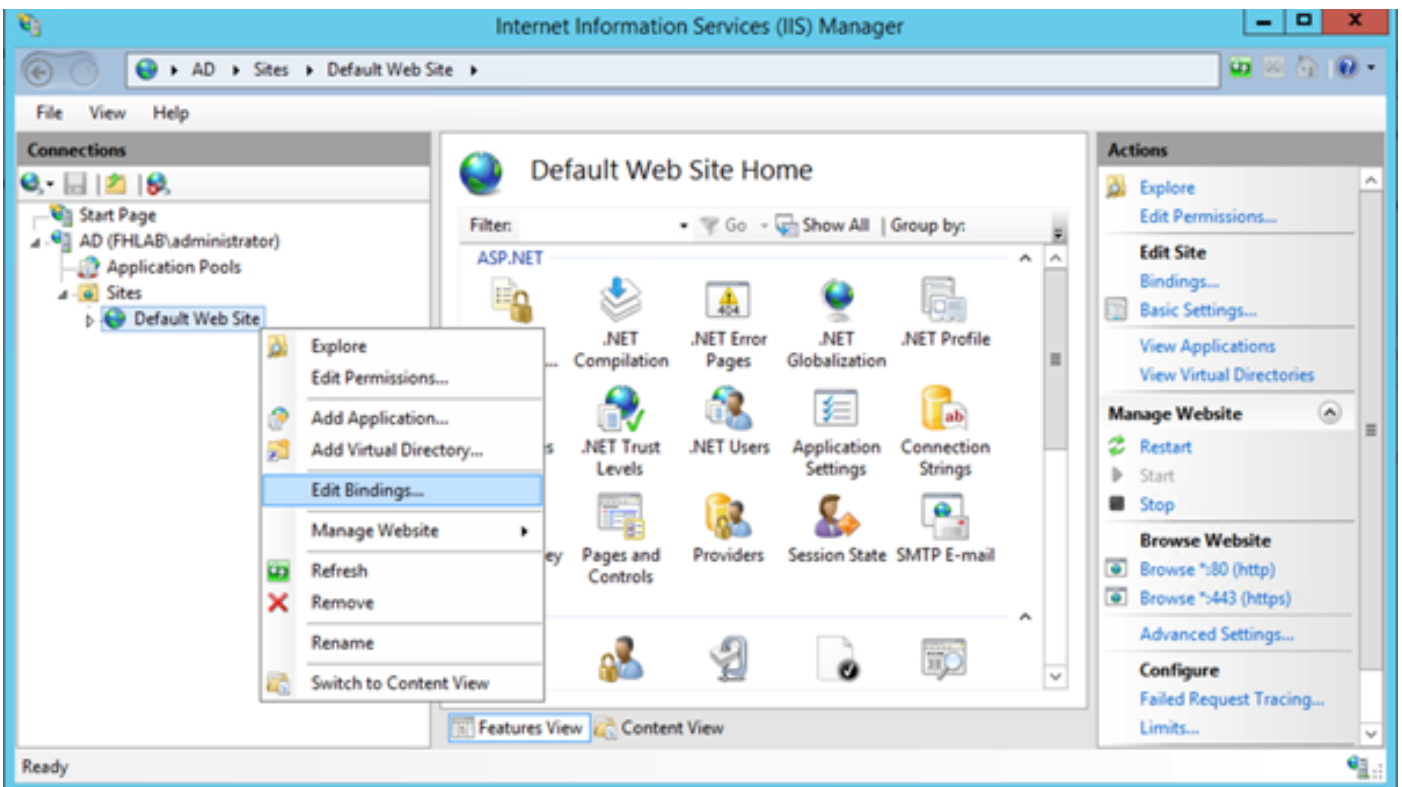 Internet Information Services (IIS) Manager
AD Sites Default Web Site
File View Help
Connections
Start Page
AD (FHLAB\administrator)
Application Pools
Sites
Default Web Site
Explore
Edit Permissions...
Add Application...
Add Virtual Directory...
Edit Bindings...
Manage Website
Refresh
Remove
Rename
Switch to Content View
Default Web Site Home
Filter: Go Show All Group by:
ASP.NET
404
... .NET Compilation
.NET Error Pages
.NET Globalization
.NET Profile
ab
s .NET Trust Levels
.NET Users
Application Settings
Connection Strings
ey Pages and Controls
Providers
Session State
SMTP E-mail
Features View Content View
Actions
Explore
Edit Permissions...
Edit Site
Bindings...
Basic Settings...
View Applications
View Virtual Directories
Manage Website
Restart
Start
Stop
Browse Website
Browse *:80 (http)
Browse *:443 (https)
Advanced Settings...
Configure
Failed Request Tracing...
Limits...
Ready